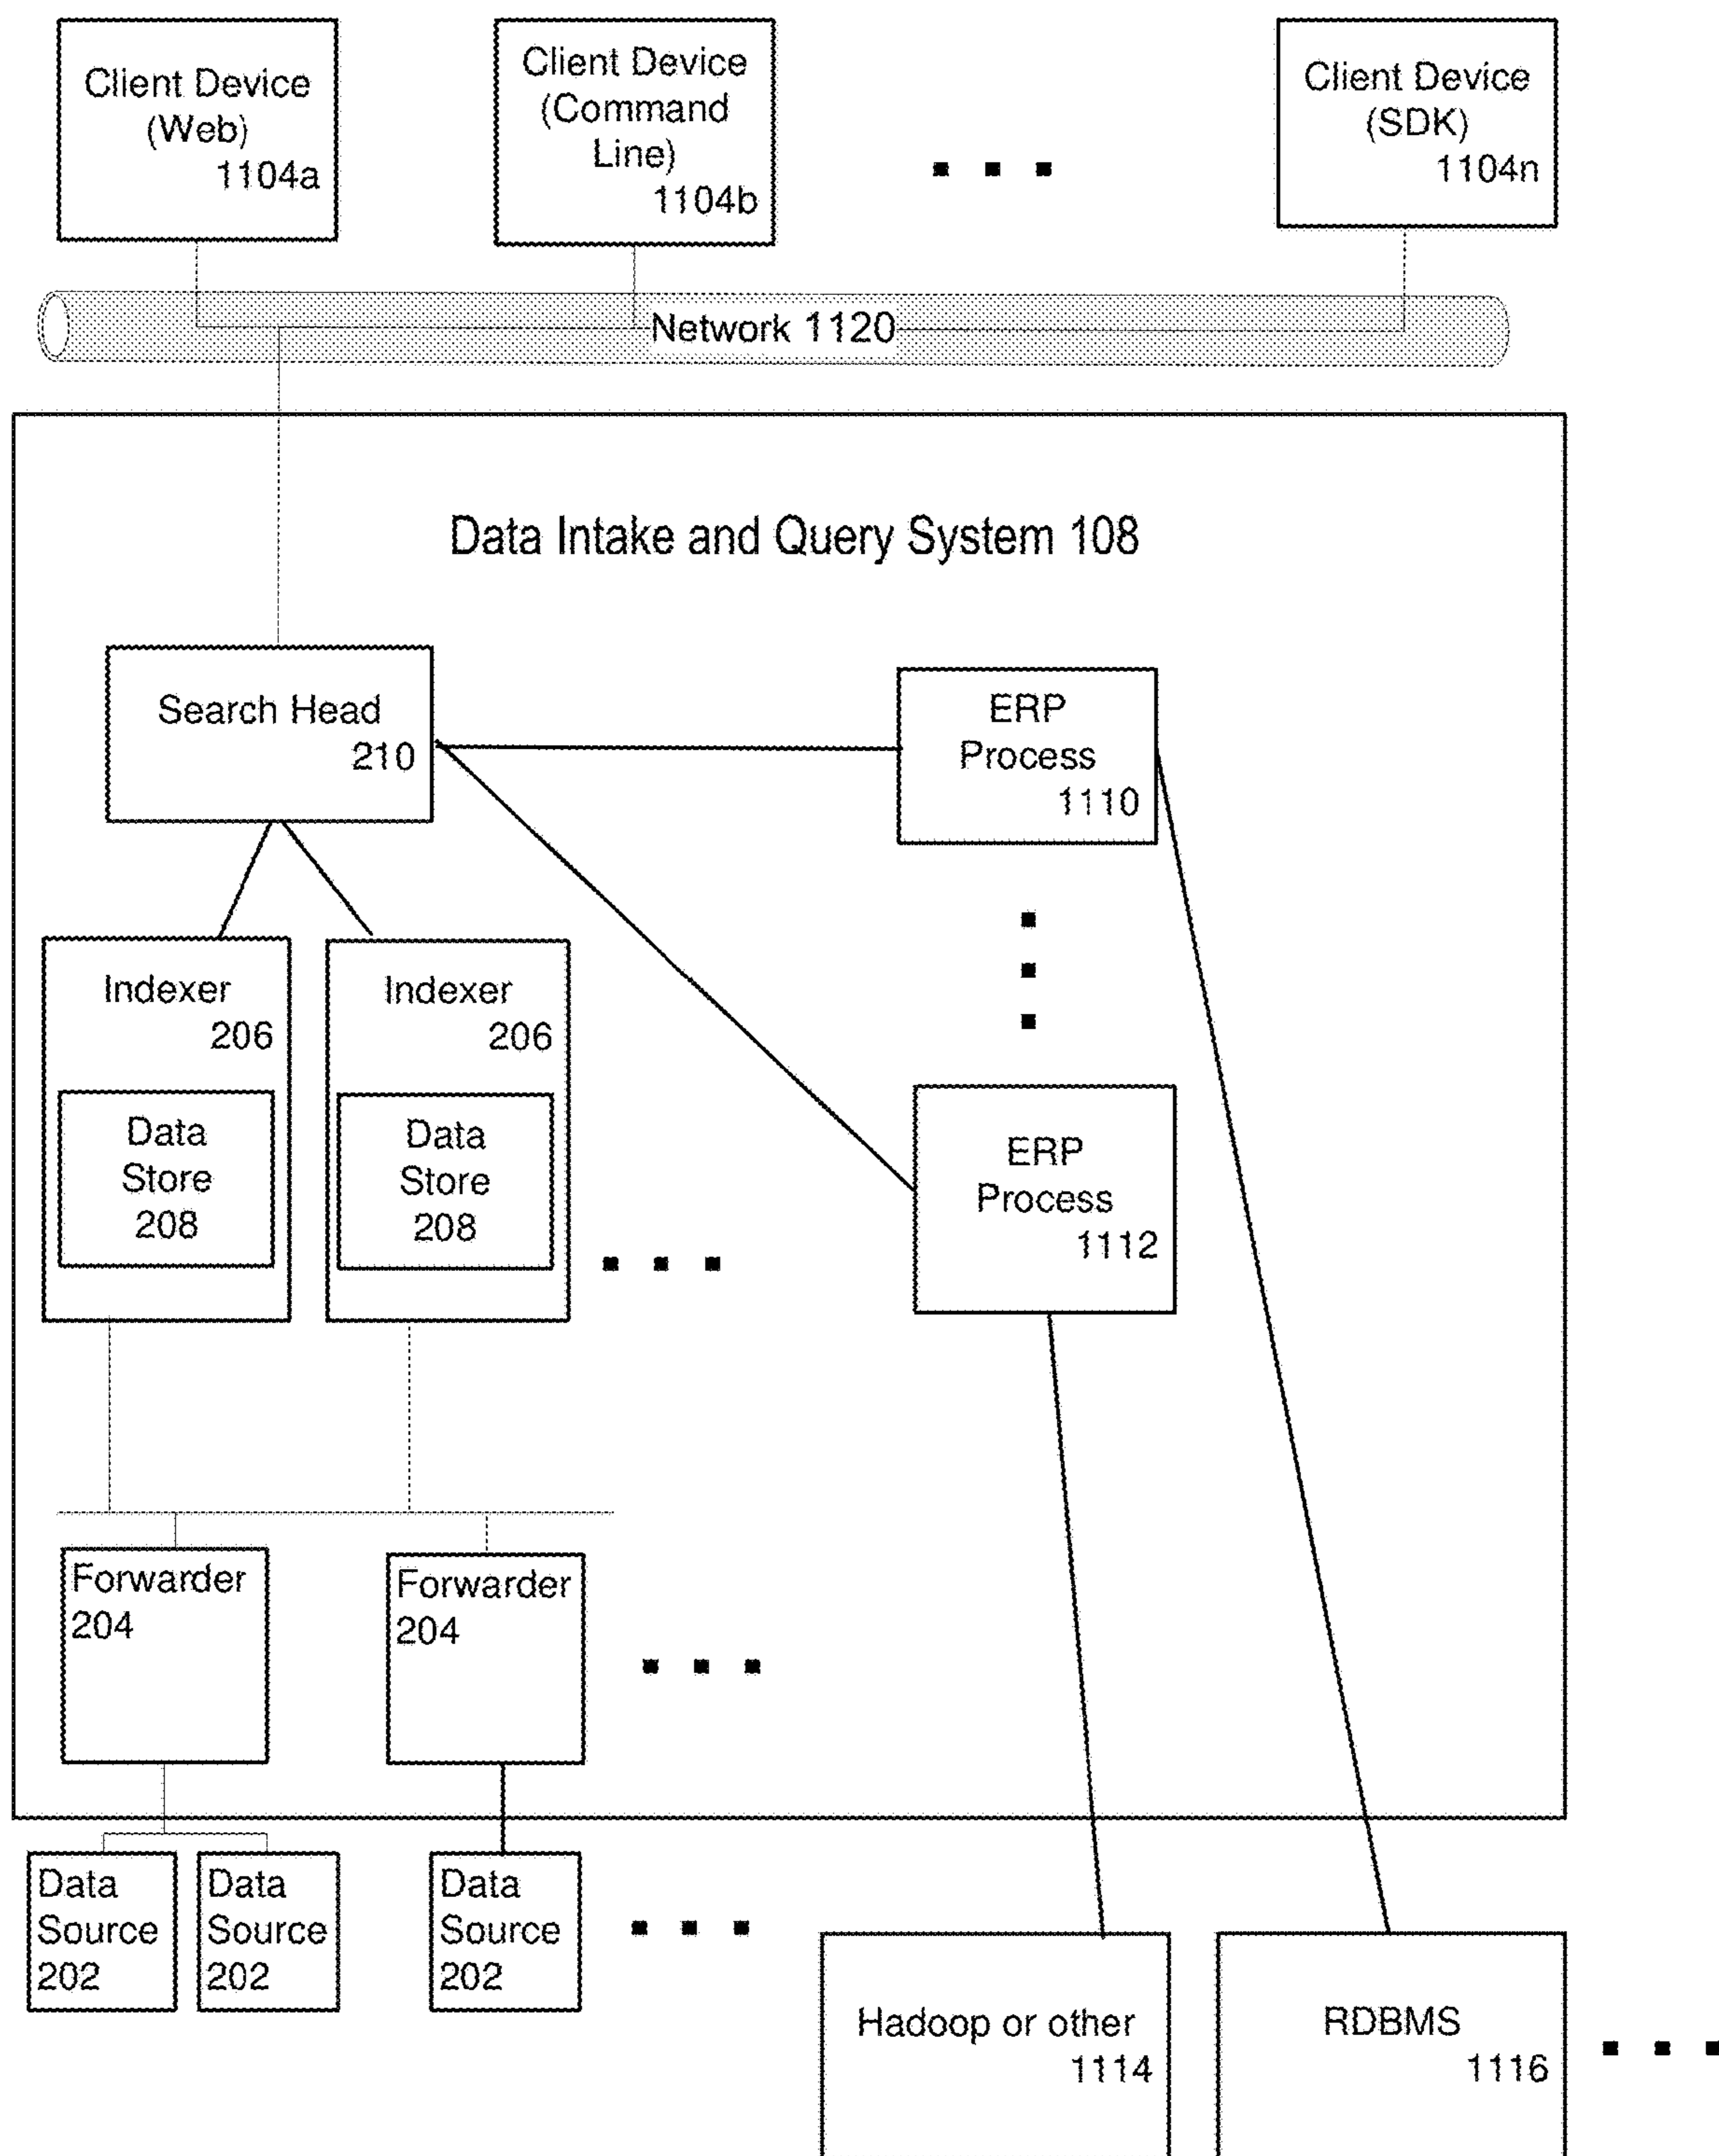 Client Device
(Web)
1104a
Client Device
(Command
Line)
1104b
Client Device
(SDK)
1104n
Network 1120
Data Intake and Query System 108
Search Head
210
ERP
Process
1110
Indexer
206
Data
Store
208
Indexer
206
Data
Store
208
ERP
Process
1112
Forwarder
204
Forwarder
204
Data
Source
202
Data
Source
202
Data
Source
202
Hadoop or other
1114
RDBMS
1116